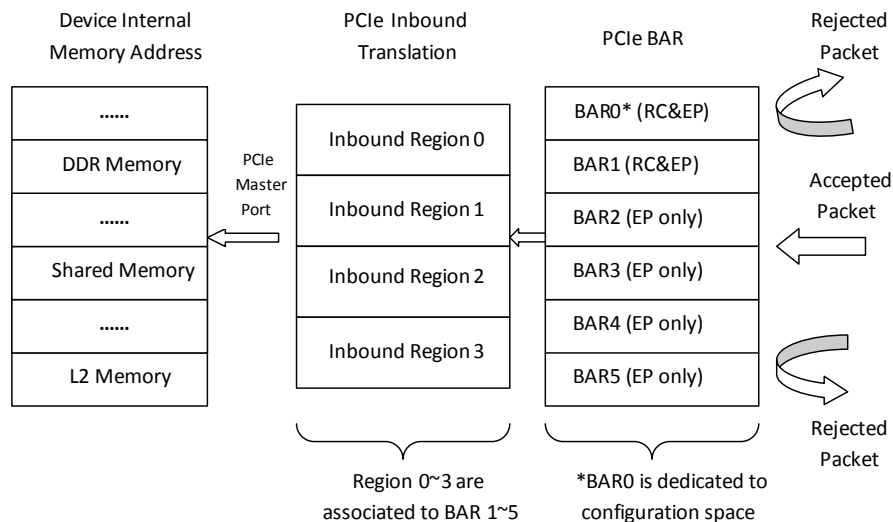 Device Internal
Memory Address
......
DDR Memory
......
Shared Memory
......
L2 Memory
PCIe
Master
Port
PCIe Inbound
Translation
Inbound Region 0
Inbound Region 1
Inbound Region 2
Inbound Region 3
Region 0~3 are
associated to BAR 1~5
PCIe BAR
BAR0* (RC&EP)
BAR1 (RC&EP)
BAR2 (EP only)
BAR3 (EP only)
BAR4 (EP only)
BAR5 (EP only)
*BAR0 is dedicated to
configuration space
Rejected
Packet
Accepted
Packet
Rejected
Packet